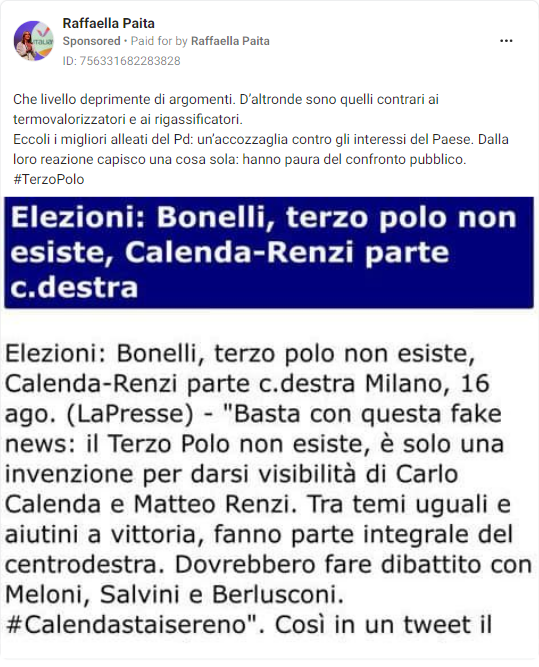 Raffaella Paita
Sponsored • Paid for by Raffaella Paita
ID: 756331682283828
Che livello deprimente di argomenti. D'altronde sono quelli contrari ai
termovalorizzatori e ai rigassificatori.
Eccoli i migliori alleati del Pd: un'accozzaglia contro gli interessi del Paese. Dalla
loro reazione capisco una cosa sola: hanno paura del confronto pubblico.
#TerzoPolo
Elezioni: Bonelli, terzo polo non
esiste, Calenda-Renzi parte
c.destra
Elezioni: Bonelli, terzo polo non esiste,
Calenda-Renzi parte c.destra Milano, 16
ago. (LaPresse) - "Basta con questa fake
news: il Terzo Polo non esiste, è solo una
invenzione per darsi visibilità di Carlo
Calenda e Matteo Renzi. Tra temi uguali e
aiutini a vittoria, fanno parte integrale del
centrodestra. Dovrebbero fare dibattito con
Meloni, Salvini e Berlusconi.
#Calendastaisereno". Così in un tweet il